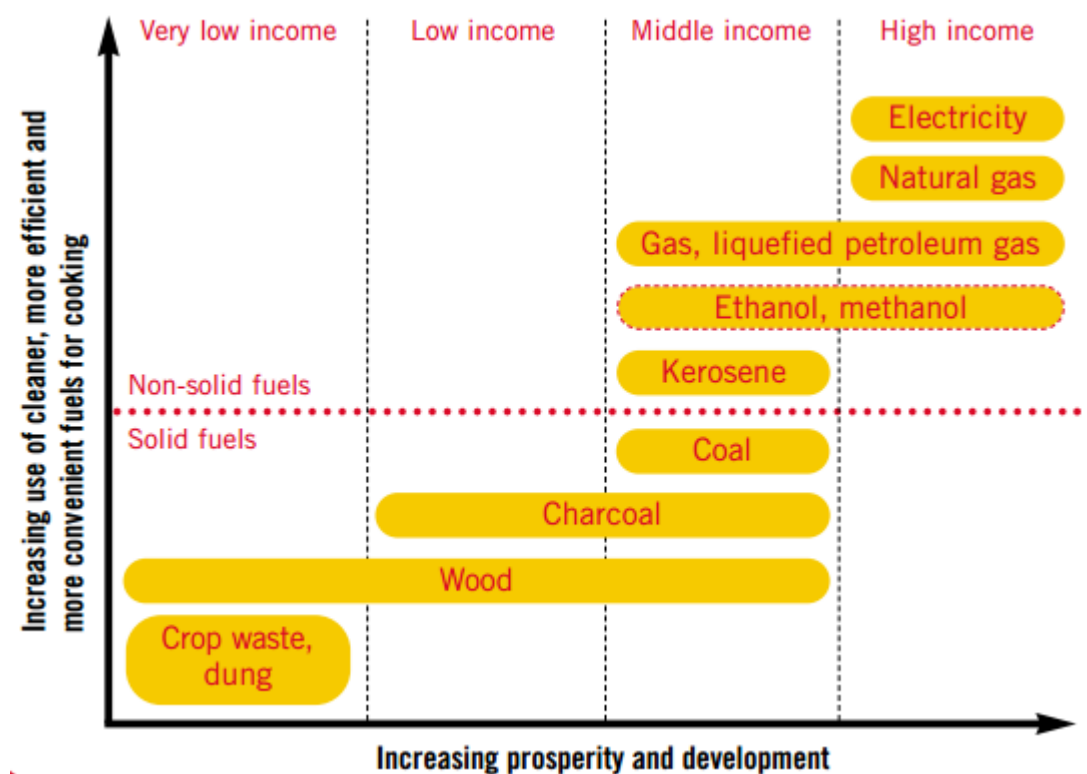 Very low income
Low income
Middle income
High income
Increasing use of cleaner, more efficient and
more convenient fuels for cooking
Electricity
Natural gas
Gas, liquefied petroleum gas
Ethanol, methanol
Kerosene
Non-solid fuels
Solid fuels
Coal
Charcoal
Wood
Crop waste,
dung
Increasing prosperity and development